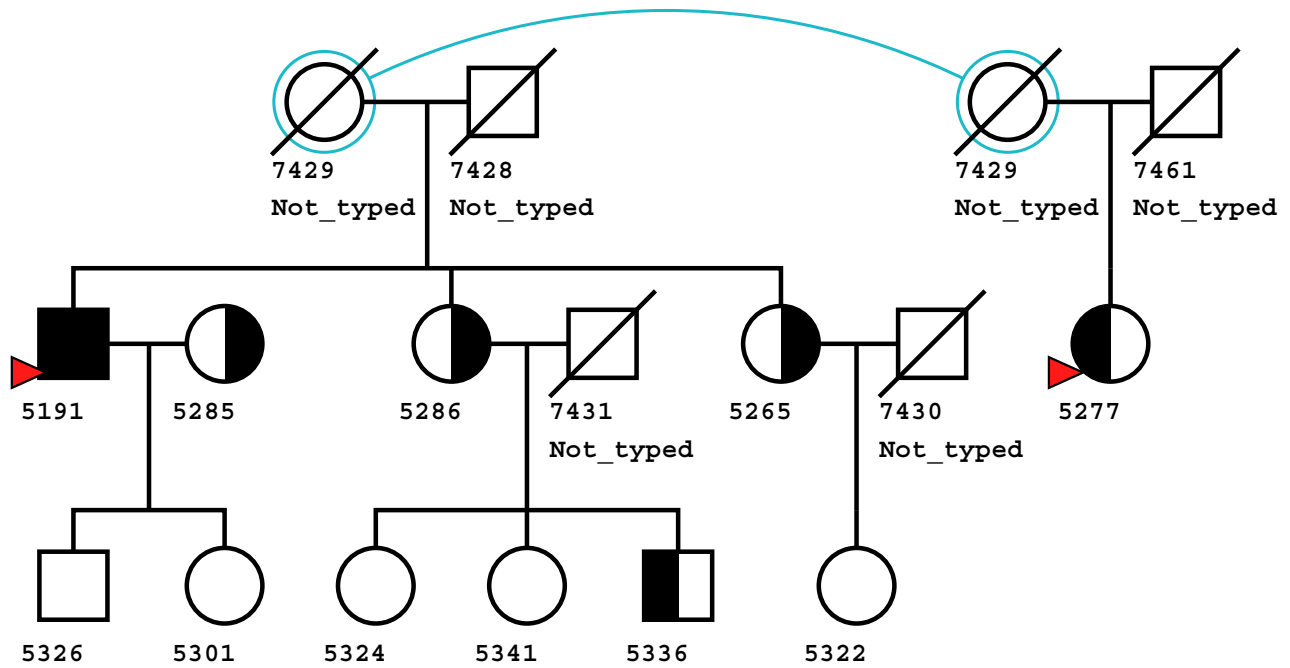 7429 7428 7429 7461
Not_typed Not_typed Not_typed Not_typed
5191 5285 5286 7431 5265 7430 5277
Not_typed Not_typed
5326 5301 5324 5341 5336 5322